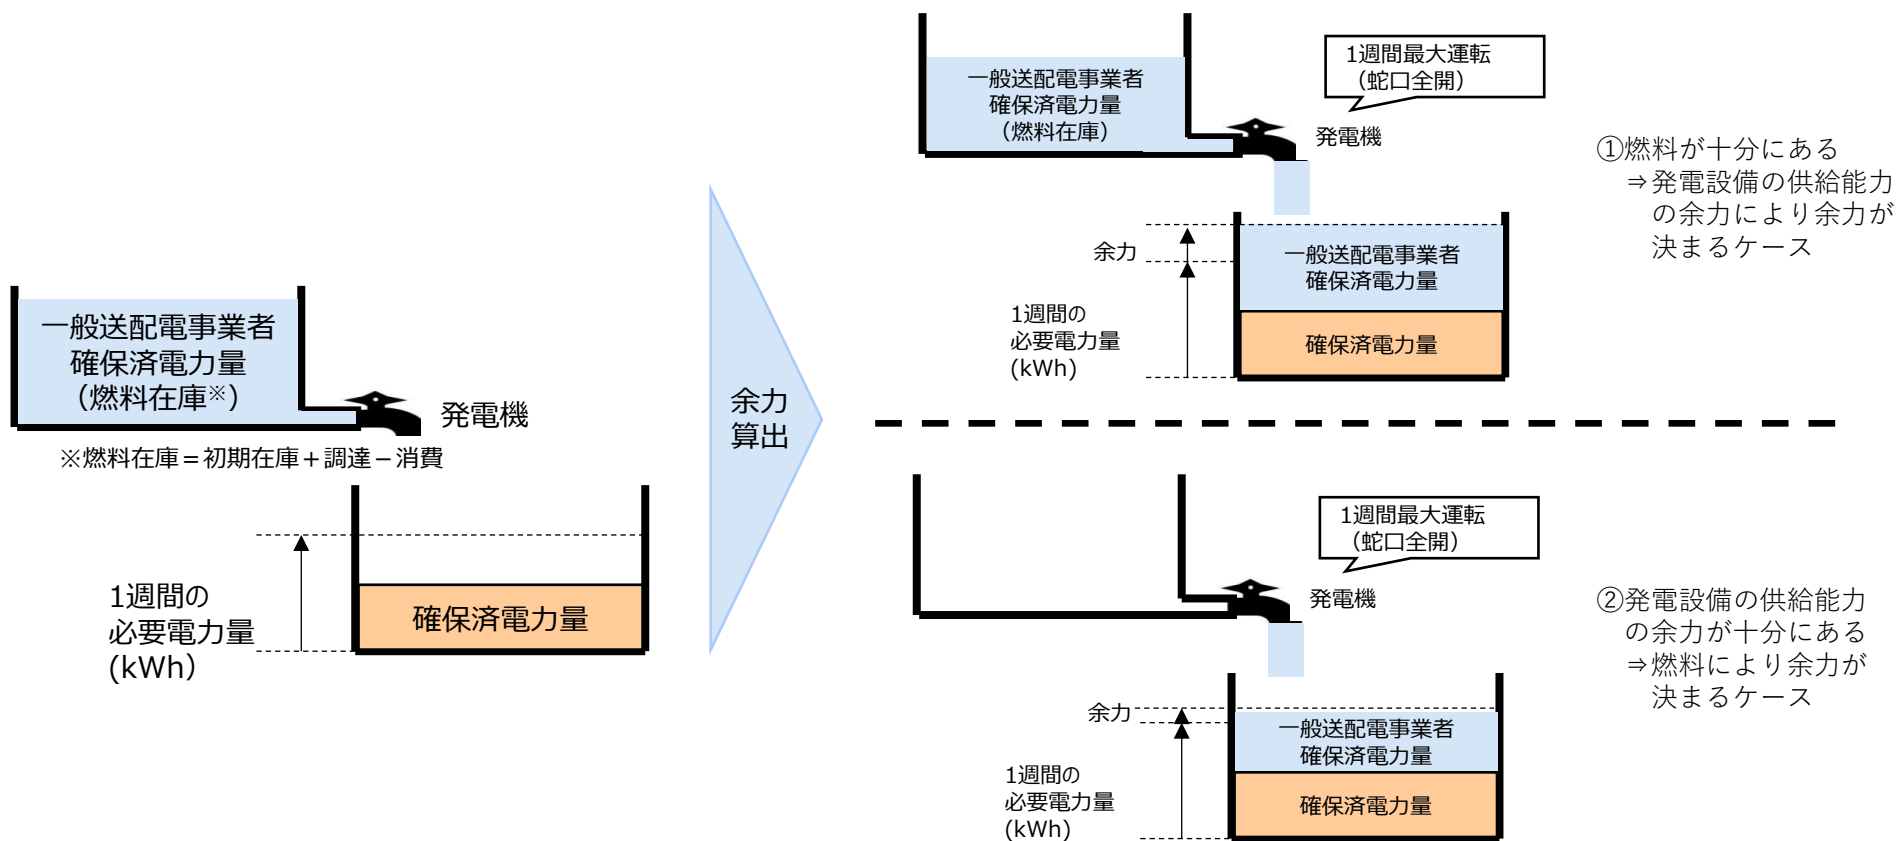 一般送配電事業者
確保済電力量
（燃料在庫※）
発電機
※燃料在庫＝初期在庫＋調達－消費
1週間の
必要電力量
(kWh)
確保済電力量
余力
算出
一般送配電事業者
確保済電力量
（燃料在庫）
1週間最大運転
（蛇口全開）
発電機
余力
1週間の
必要電力量
(kWh)
一般送配電事業者
確保済電力量
確保済電力量
①燃料が十分にある
⇒発電設備の供給能力
の余力により余力が
決まるケース
1週間最大運転
（蛇口全開）
発電機
余力
1週間の
必要電力量
(kWh)
一般送配電事業者
確保済電力量
確保済電力量
②発電設備の供給能力
の余力が十分にある
⇒燃料により余力が
決まるケース